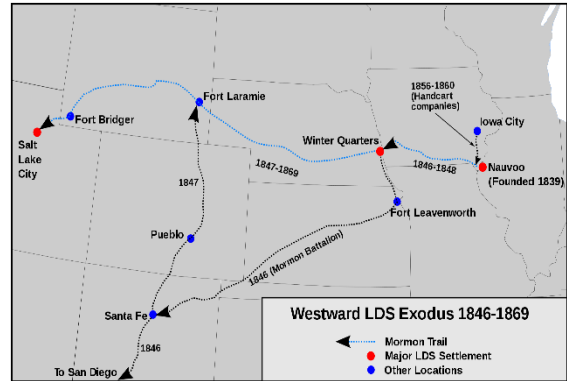 1856-1860
(Handcart
companies)
Fort Laramie
Iowa City
Fort Bridger
Salt
Lake
City
Winter Quarters
1847-1869
1846-1848
Nauvoo
(Founded 1839)
1847
Fort Leavenworth
Pueblo
1846 (Mormon Battalion)
Santa Fe
1846
To San Diego
Westward LDS Exodus 1846-1869
Mormon Trail
Major LDS Settlement
Other Locations